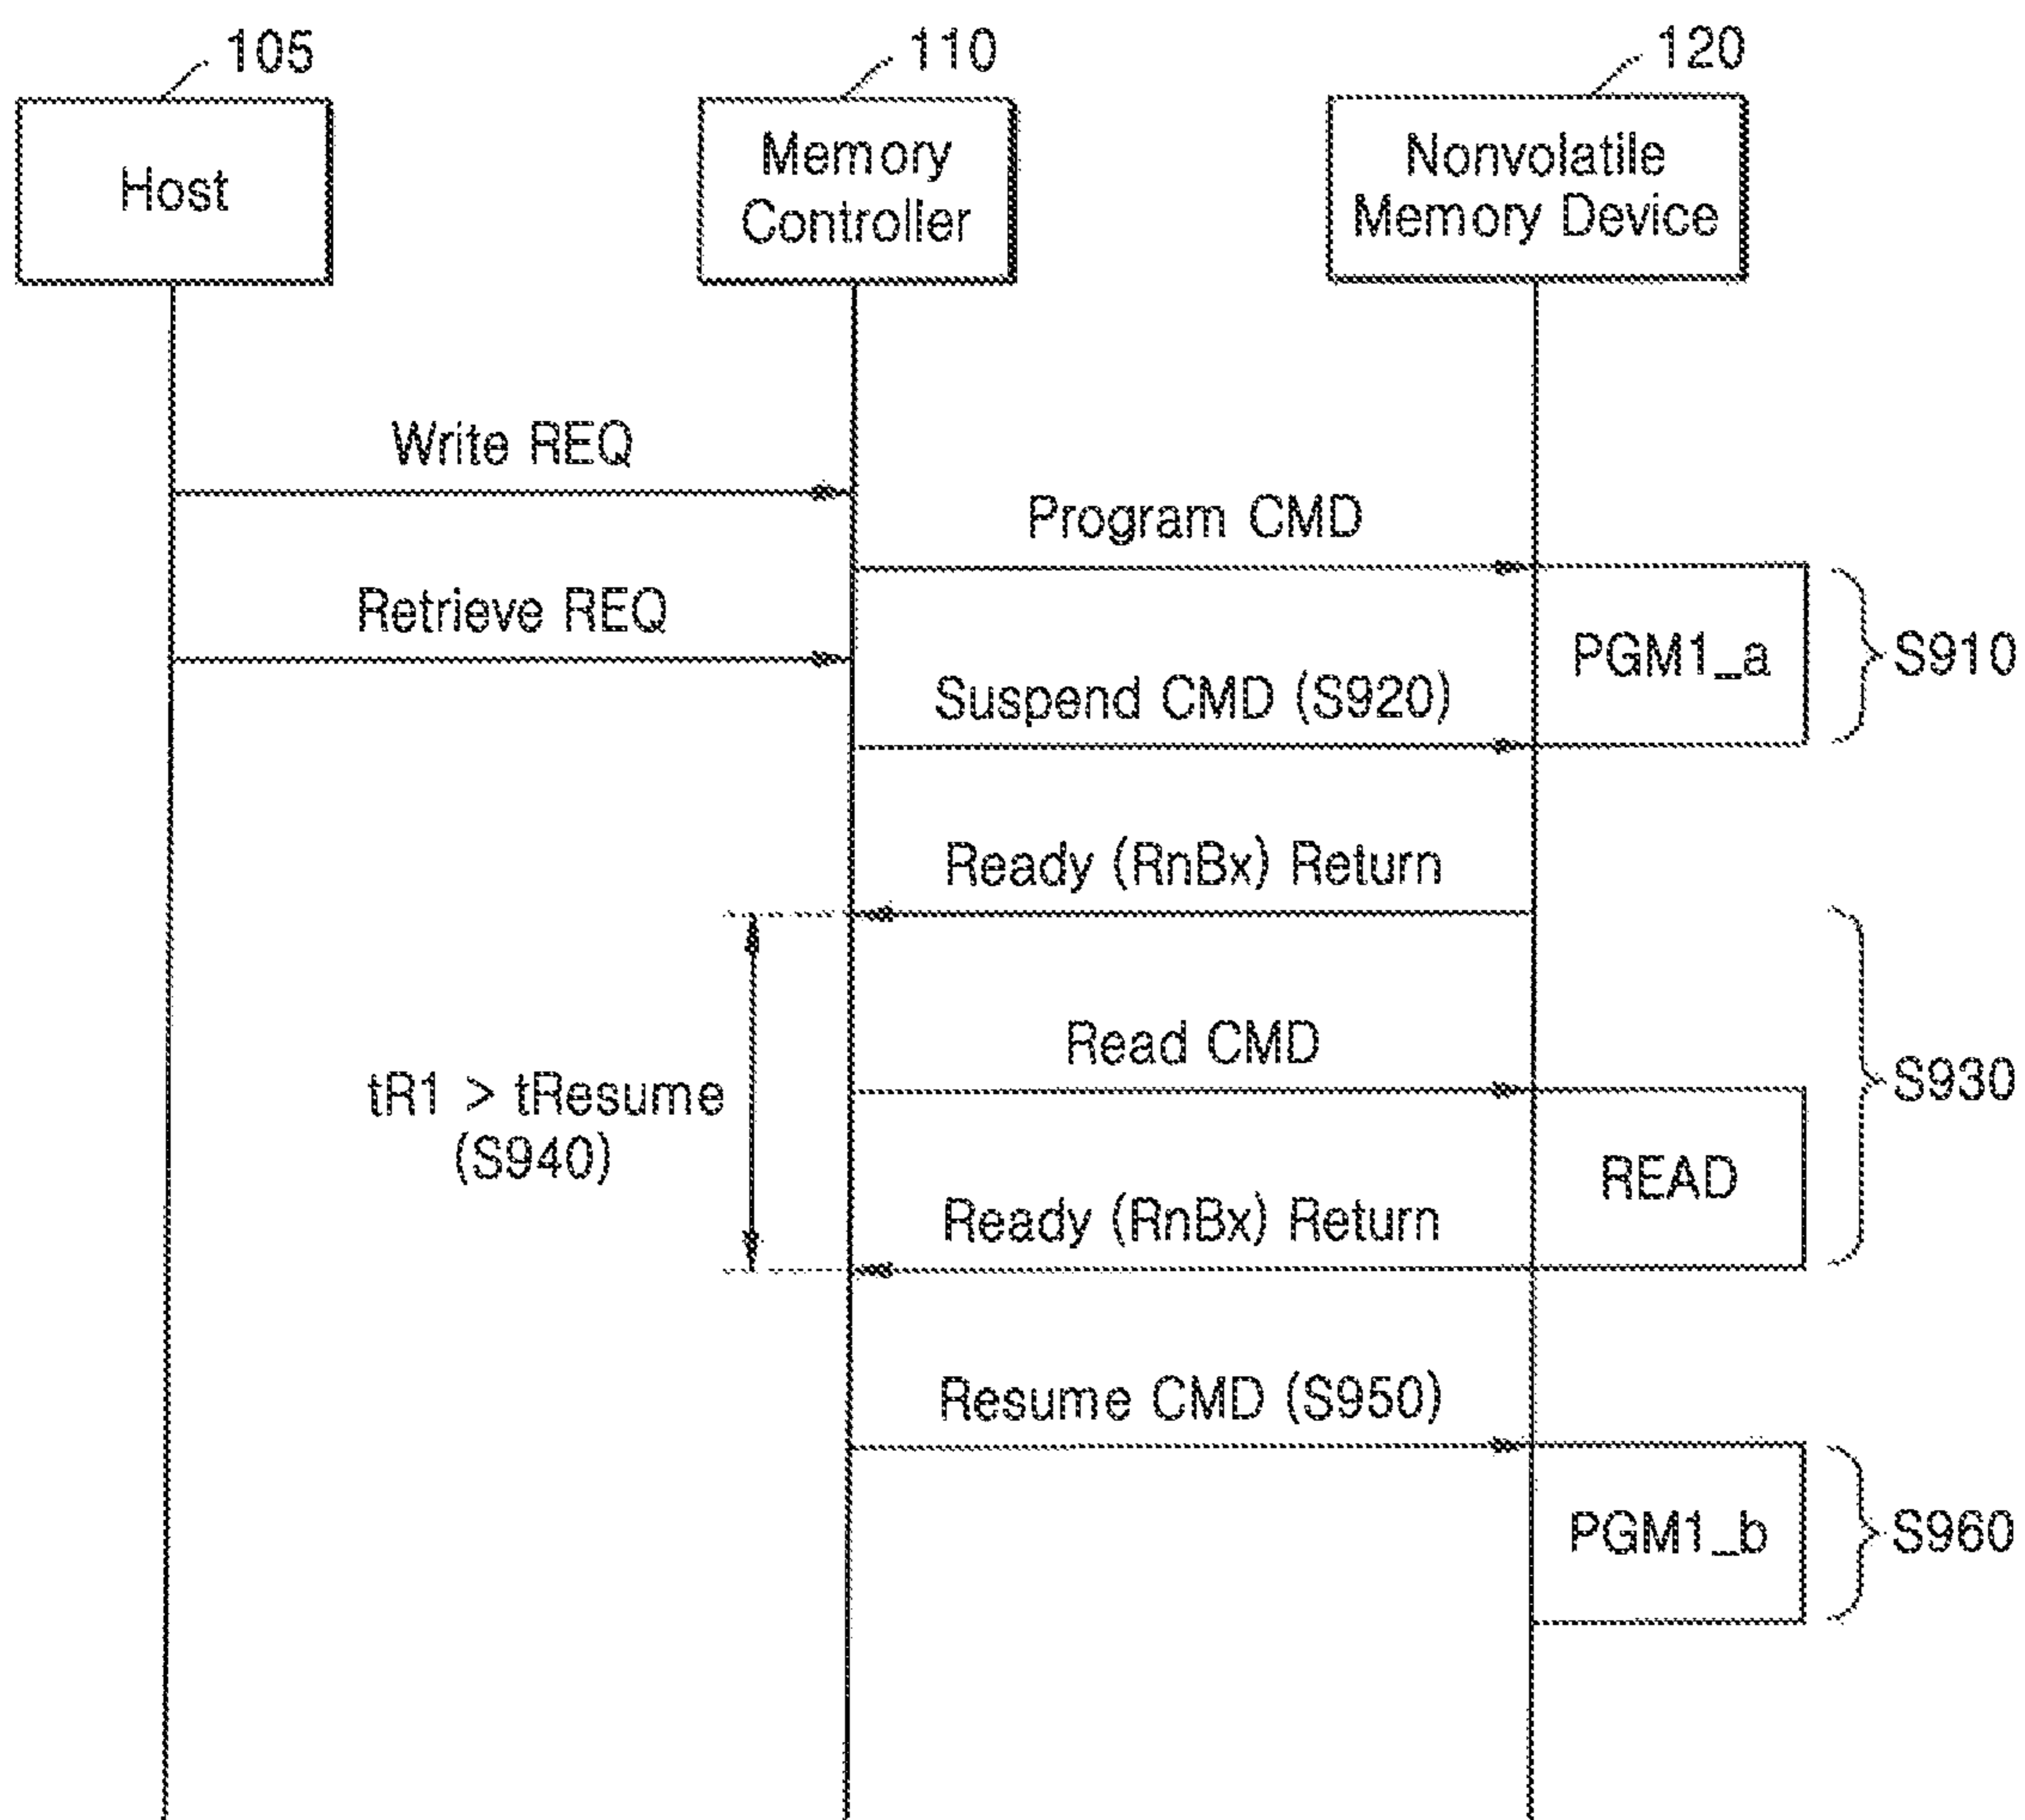 105
110
120
Host
Memory
Controller
Nonvolatile
Memory Device
Write REQ
Program CMD
Retrieve REQ
PGM1_a
S910
Suspend CMD (S920)
Ready (RnBx) Return
Read CMD
tR1 > tResume
(S940)
S930
READ
Ready (RnBx) Return
Resume CMD (S950)
PGM1_b
S960